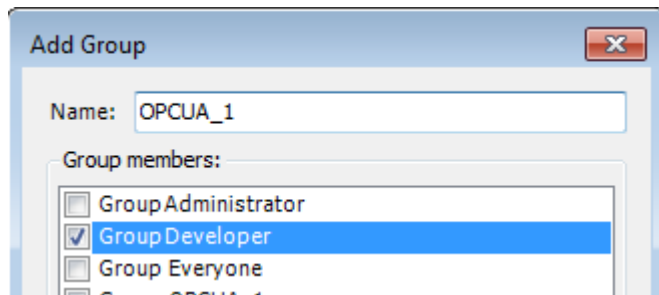 Add Group
Name: OPCUA_1
Group members:
Group Administrator
Group Developer
Group Everyone